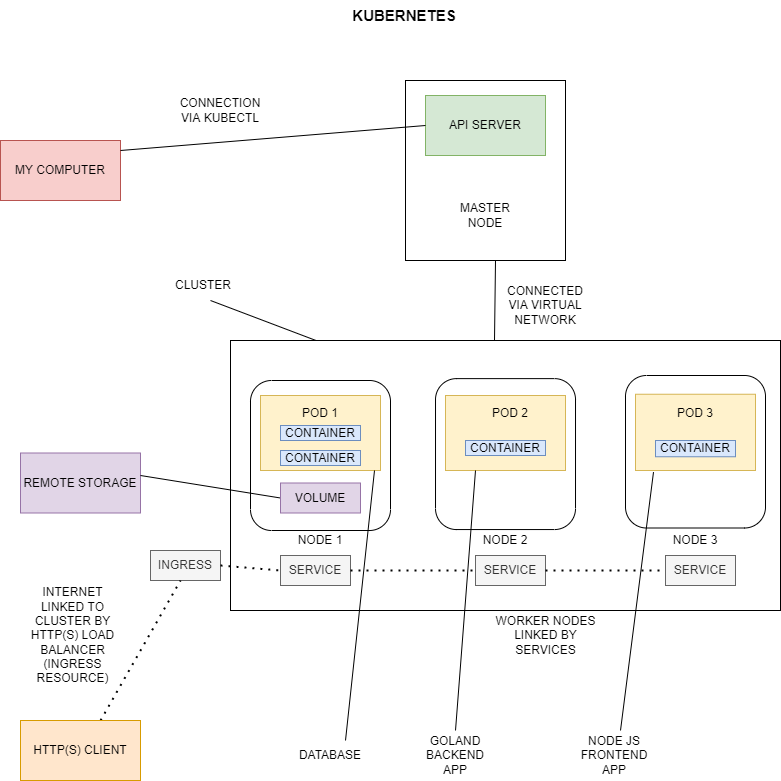 KUBERNETES
CONNECTION
VIA KUBECTL
API SERVER
MY COMPUTER
MASTER
NODE
CLUSTER
CONNECTED
VIA VIRTUAL
NETWORK
POD 1
CONTAINER
CONTAINER
POD 2
CONTAINER
POD 3
CONTAINER
REMOTE STORAGE
VOLUME
NODE 1
NODE 2
NODE 3
INGRESS
SERVICE
SERVICE
SERVICE
INTERNET
LINKED TO
CLUSTER BY
HTTP(S) LOAD
BALANCER
(INGRESS
RESOURCE)
WORKER NODES
LINKED BY
SERVICES
HTTP(S) CLIENT
DATABASE
GOLAND
BACKEND
APP
NODE JS
FRONTEND
APP